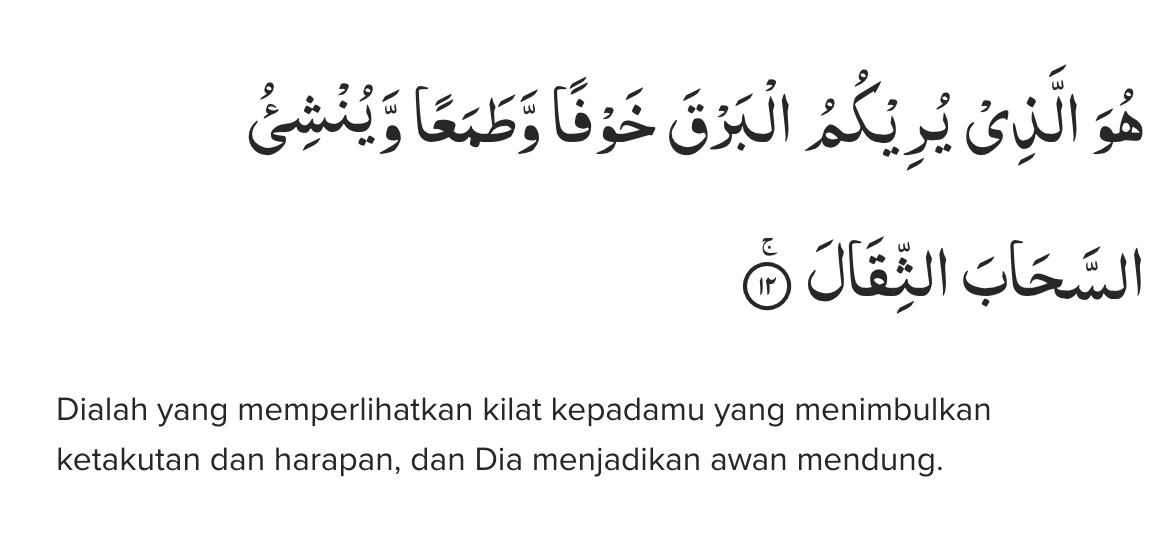 هُوَ الَّذِيْ يُرِيْكُمُ الْبَرْقَ خَوْفًا وَّطَمَعًا وَّيُنْشِئُ
السَّحَابَ الثِّقَالَ ۚ ١٢
Dialah yang memperlihatkan kilat kepadamu yang menimbulkan
ketakutan dan harapan, dan Dia menjadikan awan mendung.